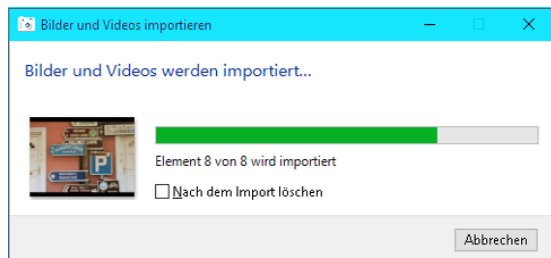 Bilder und Videos importieren
Bilder und Videos werden importiert...
P
Element 8 von 8 wird importiert
Nach dem Import löschen
Abbrechen